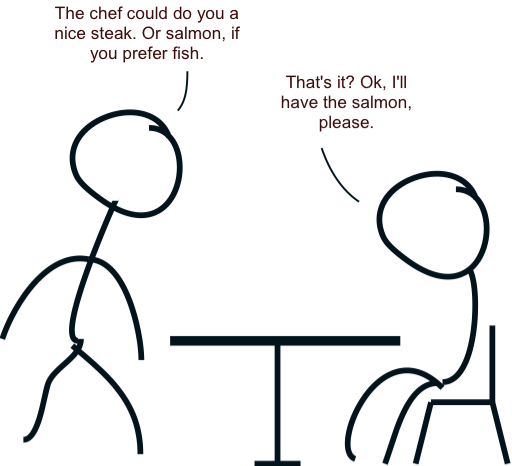 The chef could do you a
nice steak. Or salmon, if
you prefer fish.
That's it? Ok, I'll
have the salmon,
please.